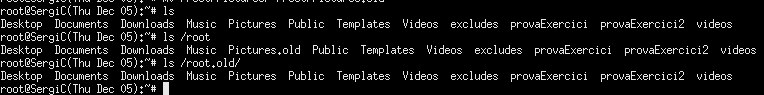 root@SergiC(Thu Dec 05):~# ls
Desktop Documents Downloads Music Pictures Public Templates Videos excludes provaExercici provaExercici2 videos
root@SergiC(Thu Dec 05):~# ls /root
Desktop Documents Downloads Music Pictures.old Public Templates Videos excludes provaExercici provaExercici2 videos
root@SergiC(Thu Dec 05):~# ls /root.old/
Desktop Documents Downloads Music Pictures Public Templates Videos excludes provaExercici provaExercici2 videos
root@SergiC(Thu Dec 05):~#